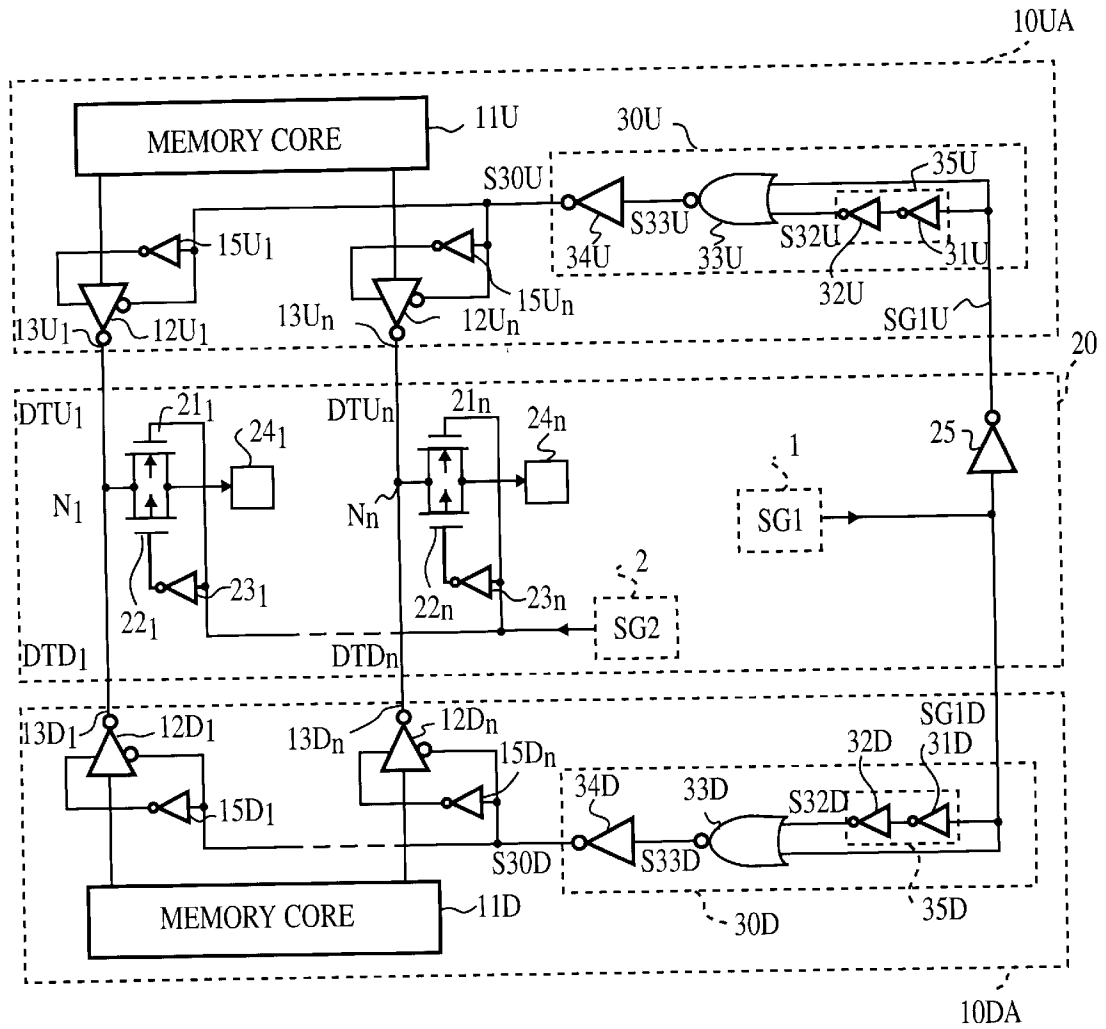 10UA
MEMORY CORE
11U
30U
S30U
35U
S33U
S32U
34U
33U
32U
31U
15U1
15Un
13U1
12U1
13Un
12Un
SG1U
20
DTU1
211
241
DTUn
21n
24n
25
1
N1
Nn
SG1
221
231
22n
23n
2
SG2
DTD1
DTDn
13D1
12D1
13Dn
12Dn
SG1D
15D1
15Dn
34D
33D
32D
31D
S32D
S30D
S33D
MEMORY CORE
11D
30D
35D
10DA